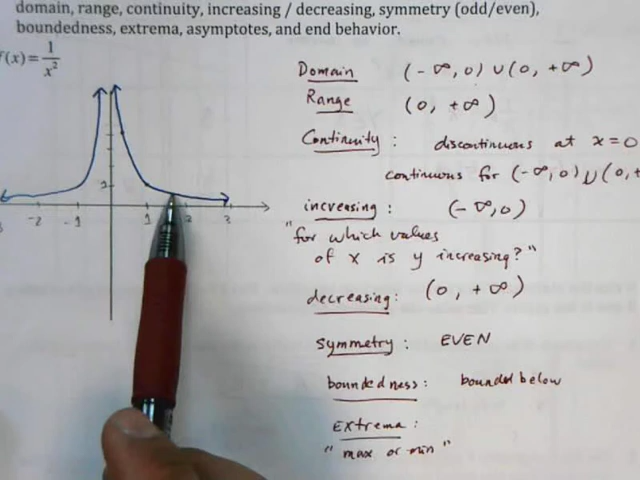 domain, range, continuity, increasing / decreasing, symmetry (odd/even),
boundedness, extrema, asymptotes, and end behavior.
f(x) = 1/x²
Domain (-∞, 0) ∪ (0, +∞)
Range (0, +∞)
Continuity: discontinuous at x = 0
continuous for (-∞, 0) ∪ (0, +
increasing: (-∞, 0)
"for which values
of x is y increasing?"
decreasing: (0, +∞)
symmetry: EVEN
boundedness: bounded below
Extrema:
"max or min"
1
3 -2 -1 1 2 3